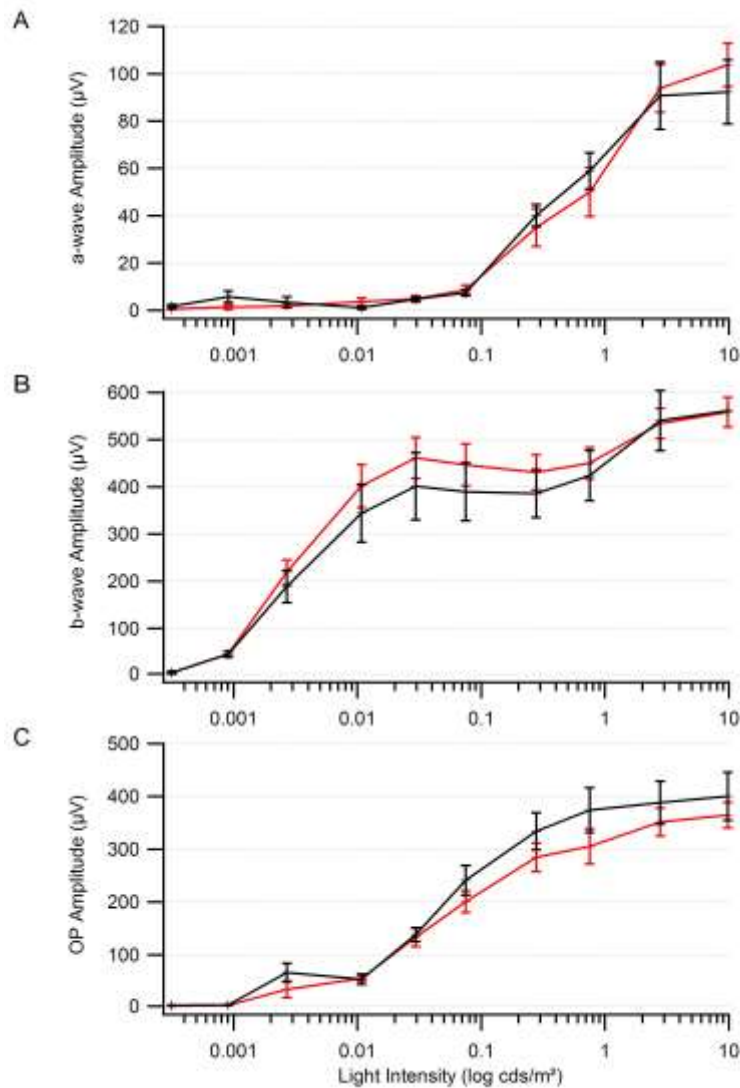 A
120
100
80
60
40
20
0
a-wave Amplitude (µV)
0.001 0.01 0.1 1 10
B
600
500
400
300
200
100
0
b-wave Amplitude (µV)
0.001 0.01 0.1 1 10
C
500
400
300
200
100
0
OP Amplitude (µV)
0.001 0.01 0.1 1 10
Light Intensity (log cds/m²)